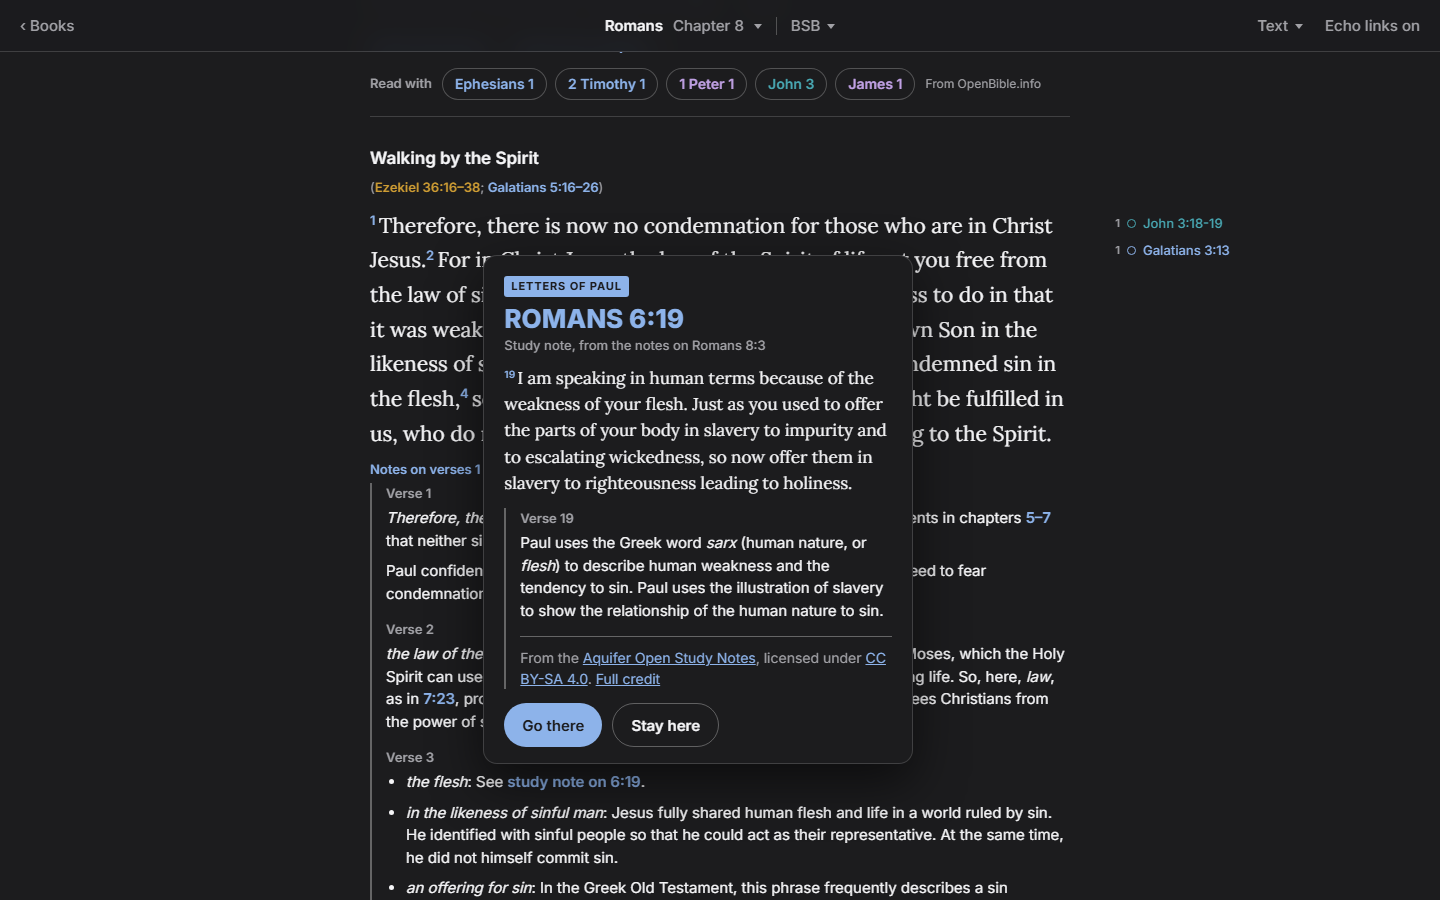 ‹ Books
Romans Chapter 8 BSB
Text Echo links on
Read with Ephesians 1 2 Timothy 1 1 Peter 1 John 3 James 1 From OpenBible.info
Walking by the Spirit
(Ezekiel 36:16–38; Galatians 5:16–26)
1 Therefore, there is now no condemnation for those who are in Christ
Jesus. 2 For in
you free from
the law of
to do in that
it was weak
Son in the
likeness of
in
the flesh, 4
be fulfilled in
us, who do
to the Spirit.
1 John 3:18-19
1 Galatians 3:13
LETTERS OF PAUL
ROMANS 6:19
Study note, from the notes on Romans 8:3
19 I am speaking in human terms because of the
weakness of your flesh. Just as you used to offer
the parts of your body in slavery to impurity and
to escalating wickedness, so now offer them in
slavery to righteousness leading to holiness.
Verse 19
Paul uses the Greek word sarx (human nature, or
flesh) to describe human weakness and the
tendency to sin. Paul uses the illustration of slavery
to show the relationship of the human nature to sin.
From the Aquifer Open Study Notes, licensed under CC
BY-SA 4.0. Full credit
Go there Stay here
Notes on verses 1
Verse 1
Therefore,
in chapters 5–7
that neither
Paul
to fear
Verse 2
the law of the
which the Holy
Spirit can
life. So, here, law,
as in 7:23,
Christians from
the power of
Verse 3
• the flesh: See study note on 6:19.
• in the likeness of sinful man: Jesus fully shared human flesh and life in a world ruled by sin.
He identified with sinful people so that he could act as their representative. At the same time,
he did not himself commit sin.
• an offering for sin: In the Greek Old Testament, this phrase frequently describes a sin